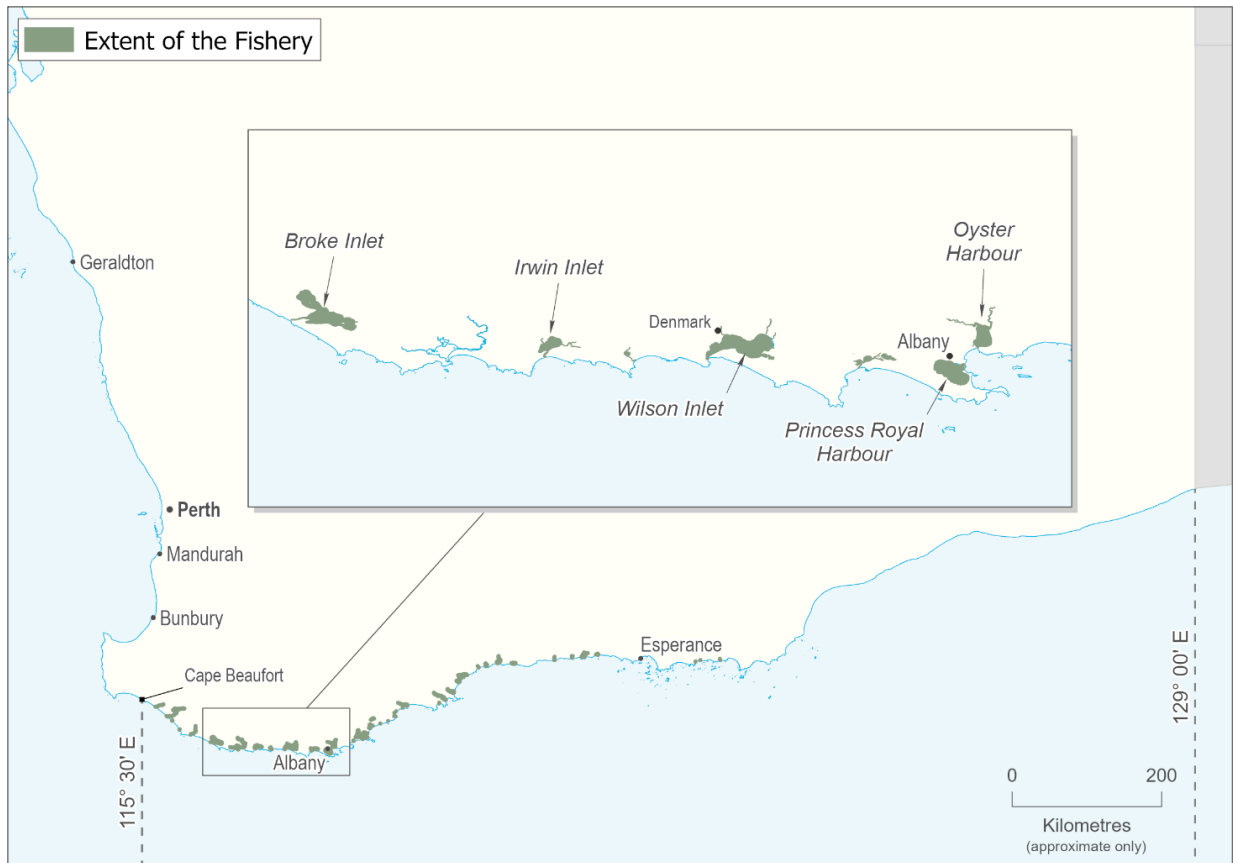 Extent of the Fishery
Broke Inlet
Irwin Inlet
Oyster
Harbour
Denmark
Albany
Wilson Inlet
Princess Royal
Harbour
Geraldton
Perth
Mandurah
Bunbury
Cape Beaufort
Esperance
Albany
115° 30' E
129° 00' E
0 200
Kilometres
(approximate only)